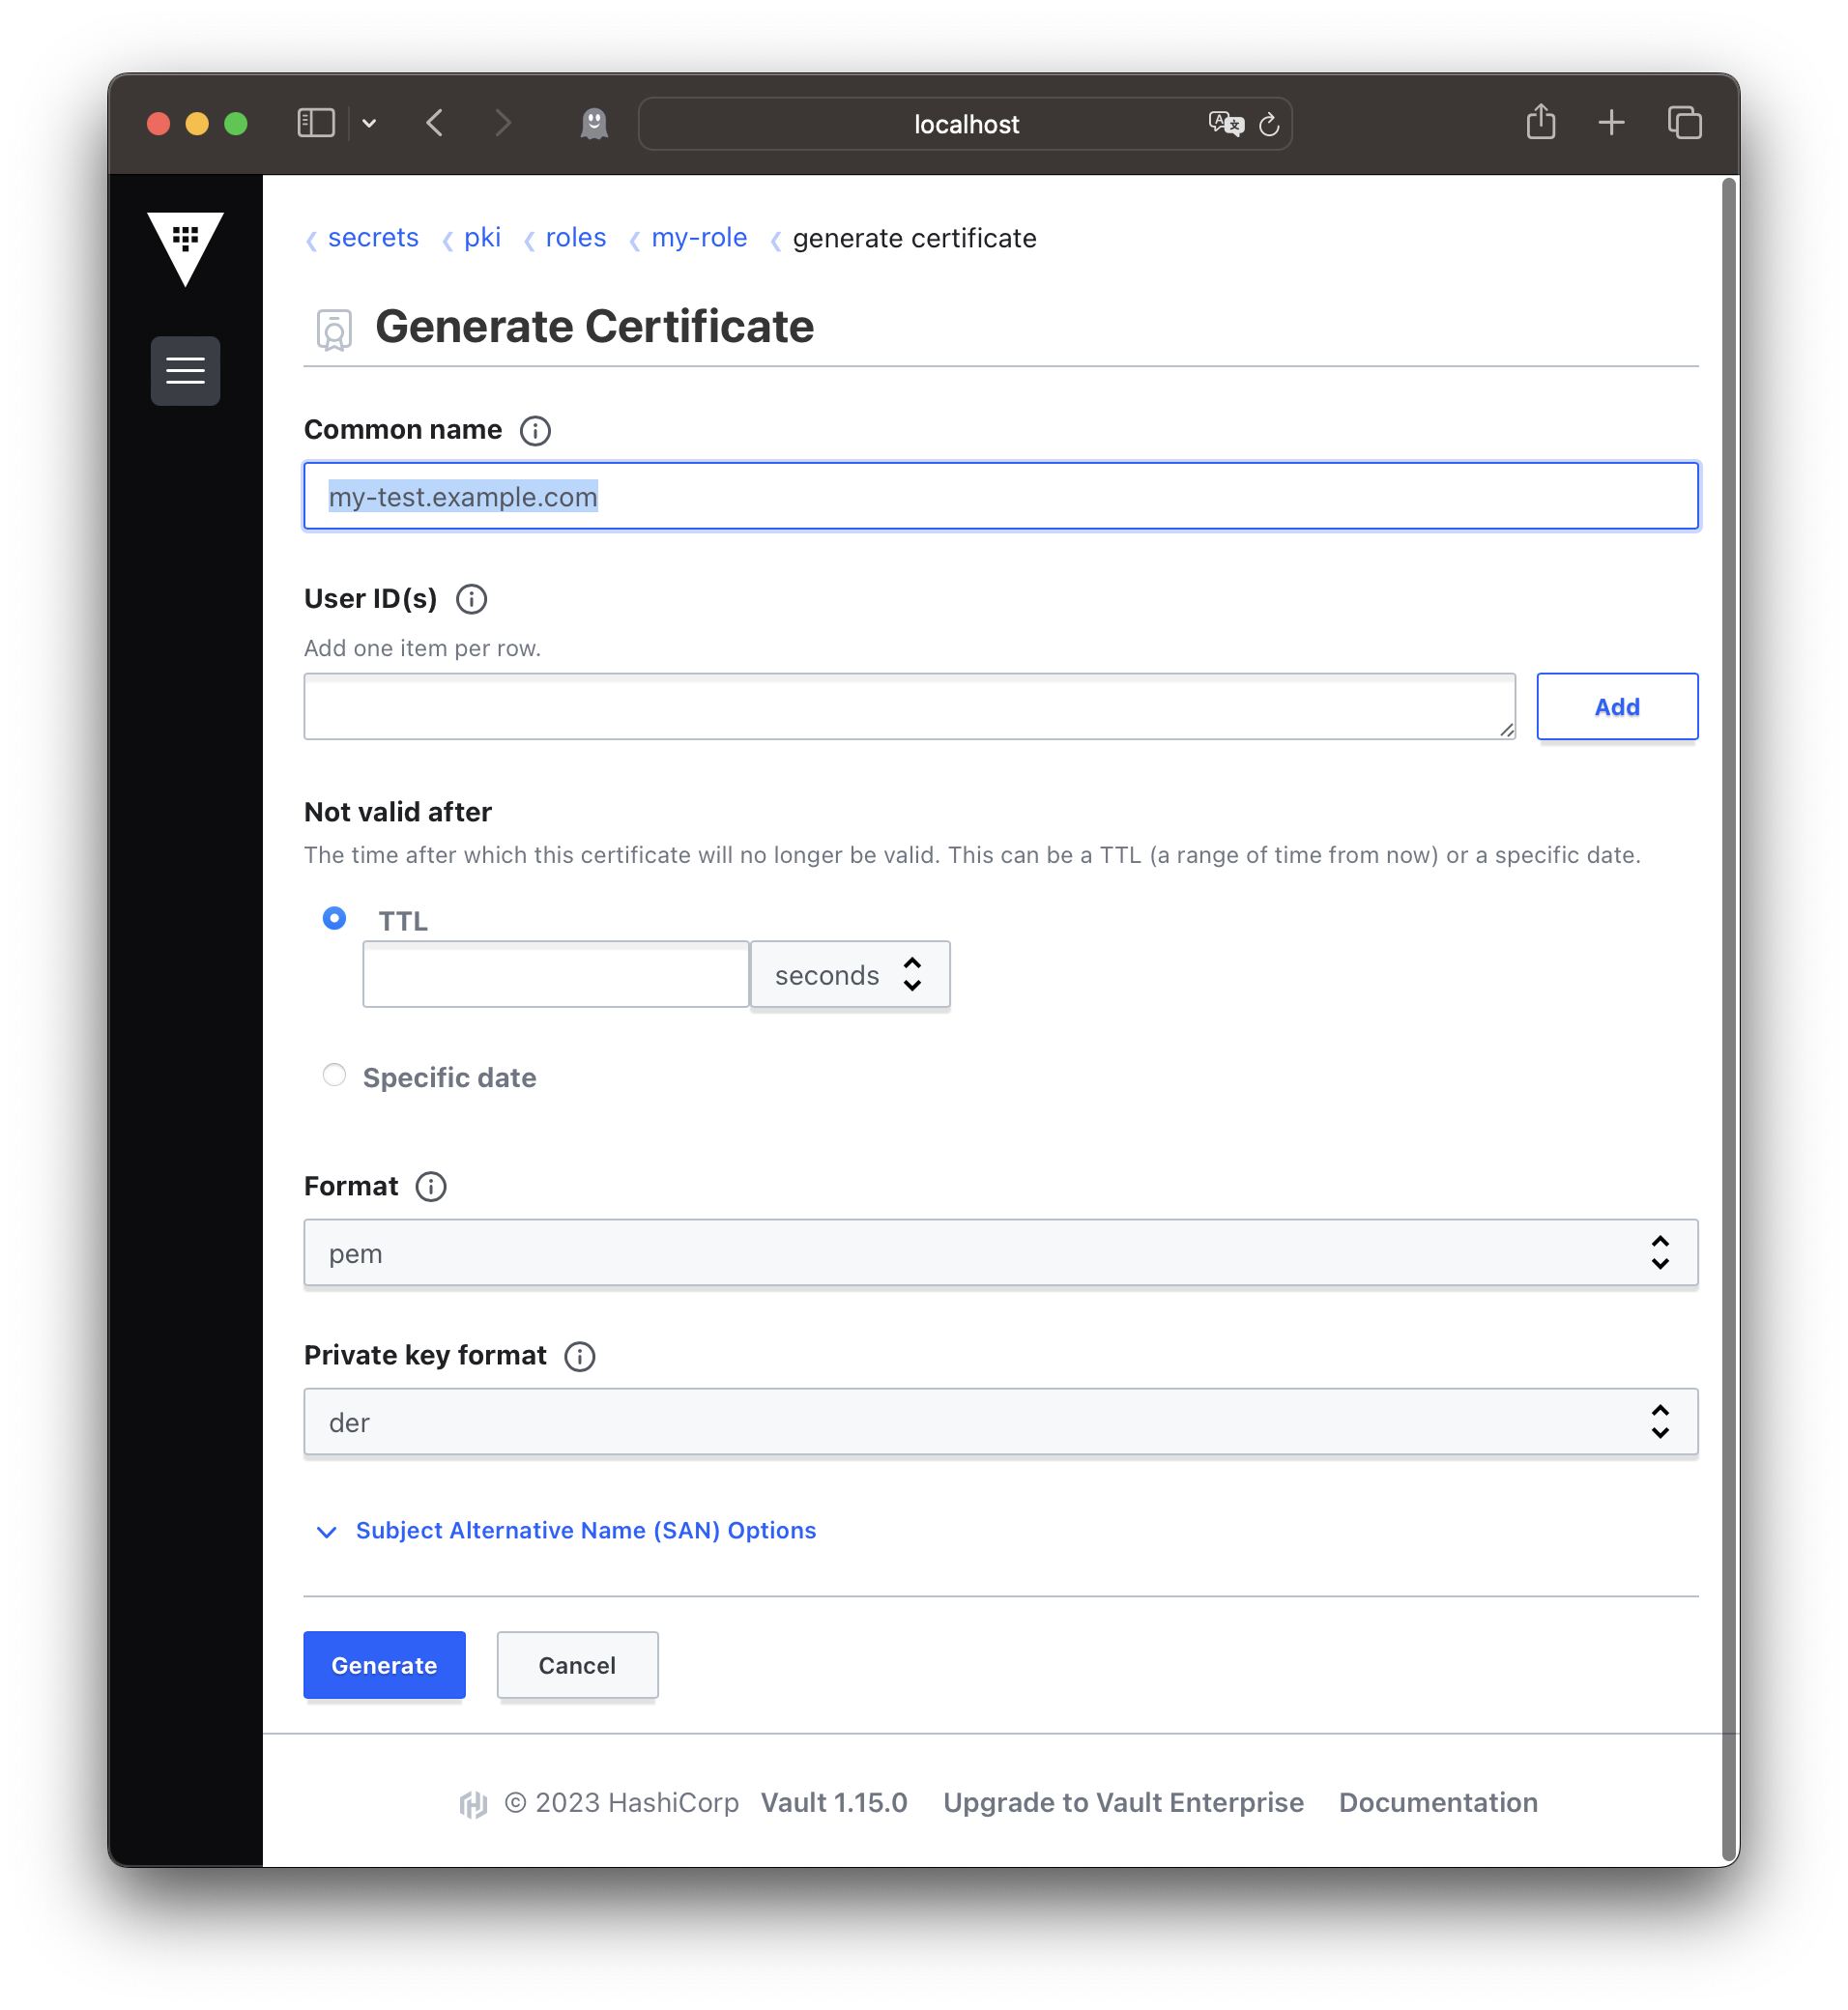 localhost
secrets pki roles my-role generate certificate
Generate Certificate
Common name
my-test.example.com
User ID(s)
Add one item per row.
Add
Not valid after
The time after which this certificate will no longer be valid. This can be a TTL (a range of time from now) or a specific date.
TTL
seconds
Specific date
Format
pem
Private key format
der
Subject Alternative Name (SAN) Options
Generate Cancel
© 2023 HashiCorp Vault 1.15.0 Upgrade to Vault Enterprise Documentation